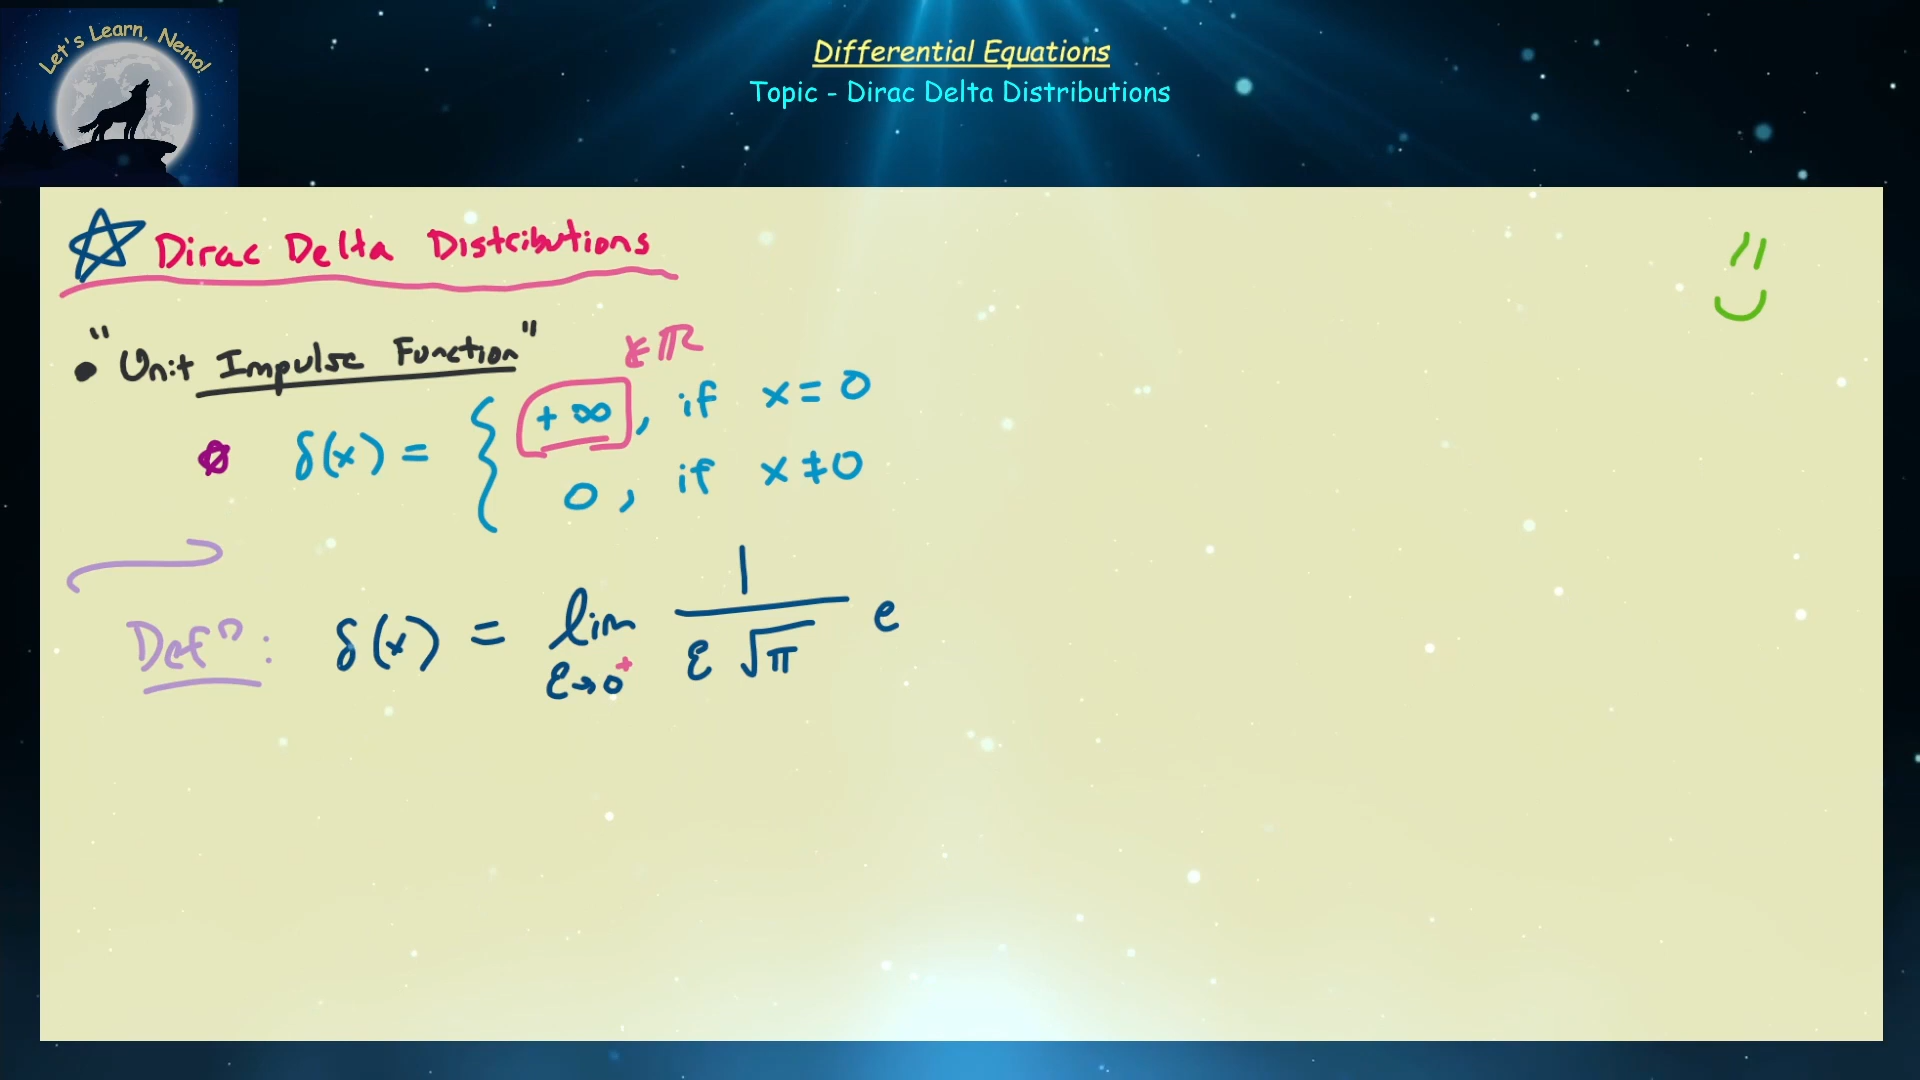 Let's Learn, Nemo!
Differential Equations
Topic - Dirac Delta Distributions
Dirac Delta Distributions
"Unit Impulse Function"
∉ ℝ
δ(x) = { +∞, if x = 0
0, if x ≠ 0
Defⁿ: δ(x) = lim ε→0⁺ 1 / ε √π e